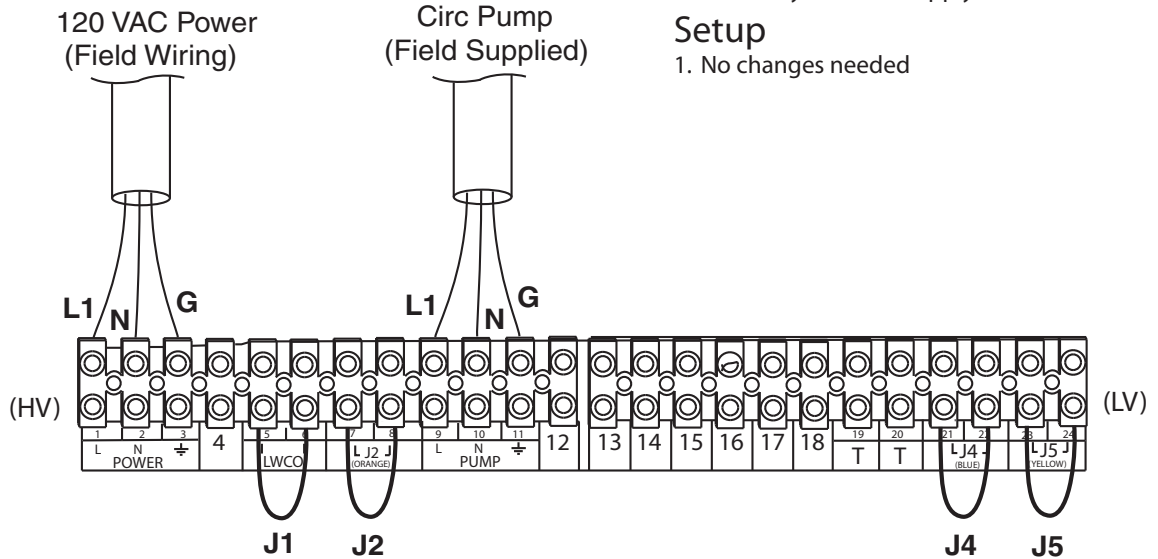 120 VAC Power
(Field Wiring)
Circ Pump
(Field Supplied)
Setup
1. No changes needed
L1
N
G
L1
N
G
(HV)
(LV)
1 2 3 4 5 6 7 8 9 10 11 12 13 14 15 16 17 18 19 20 21 22 23 24
L N
POWER
LWCO
J2
(ORANGE)
L N
PUMP
T T
J4
(BLUE)
J5
(YELLOW)
J1 J2 J4 J5